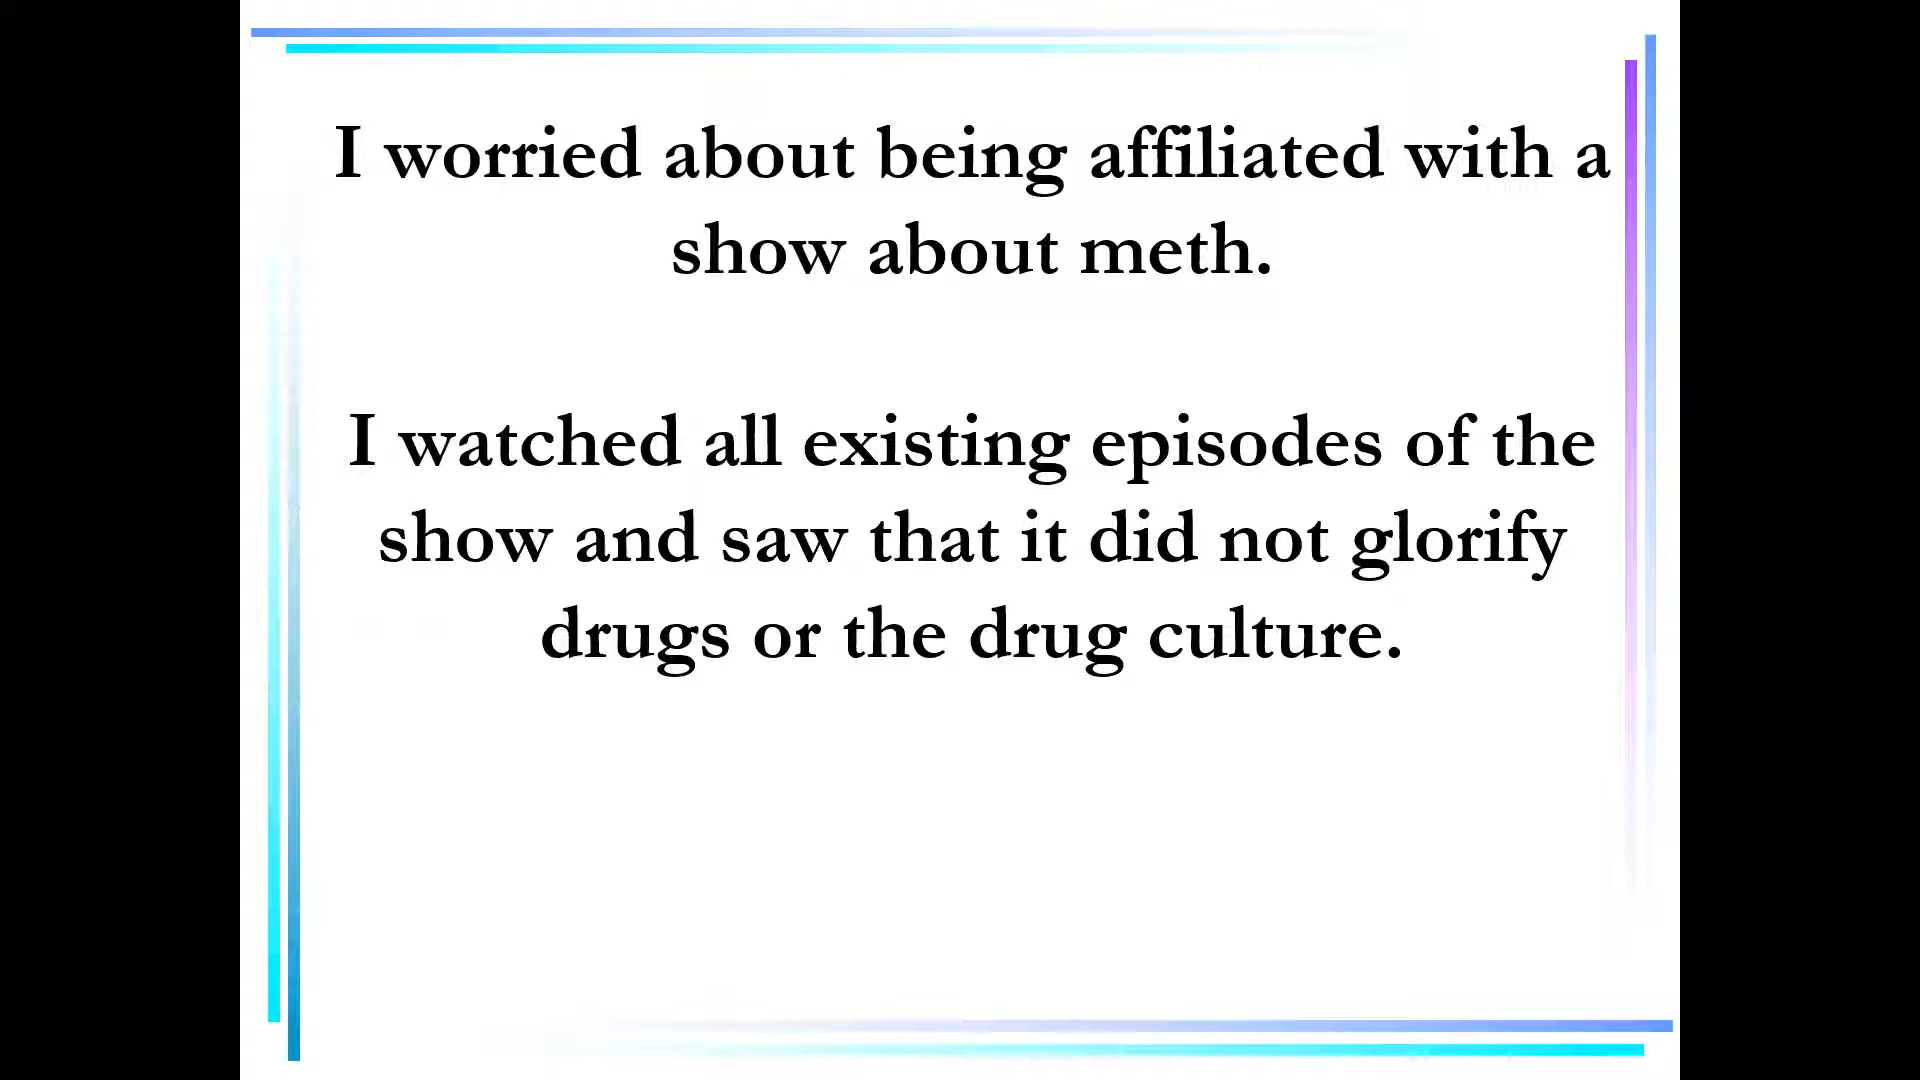 I worried about being affiliated with a
show about meth.
I watched all existing episodes of the
show and saw that it did not glorify
drugs or the drug culture.